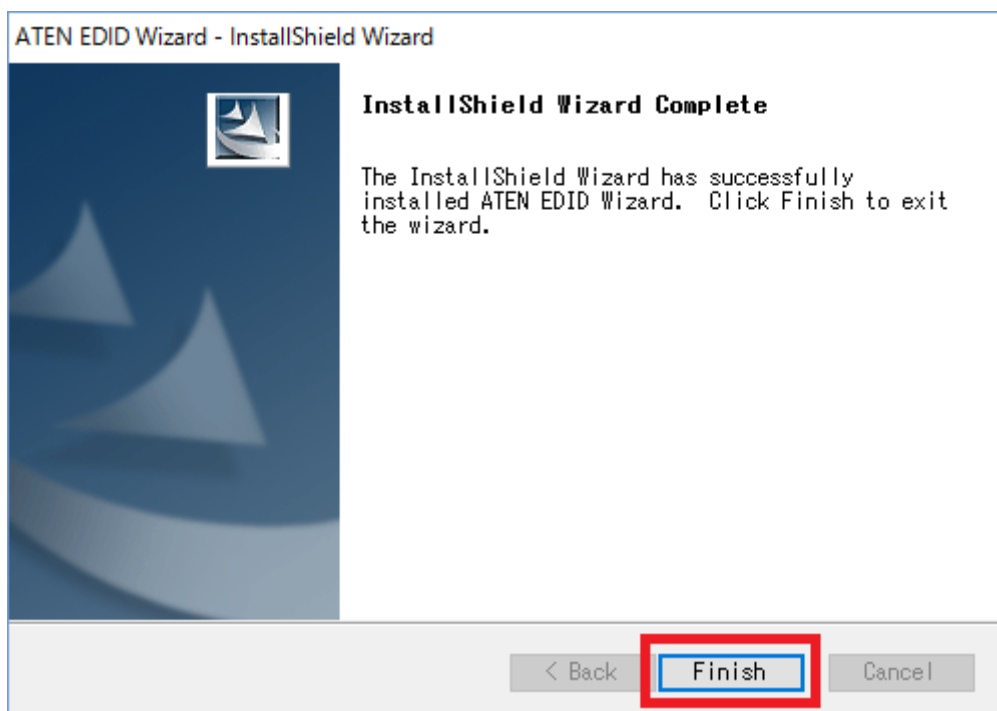 ATEN EDID Wizard - InstallShield Wizard
InstallShield Wizard Complete
The InstallShield Wizard has successfully
installed ATEN EDID Wizard.  Click Finish to exit
the wizard.
< Back
Finish
Cancel